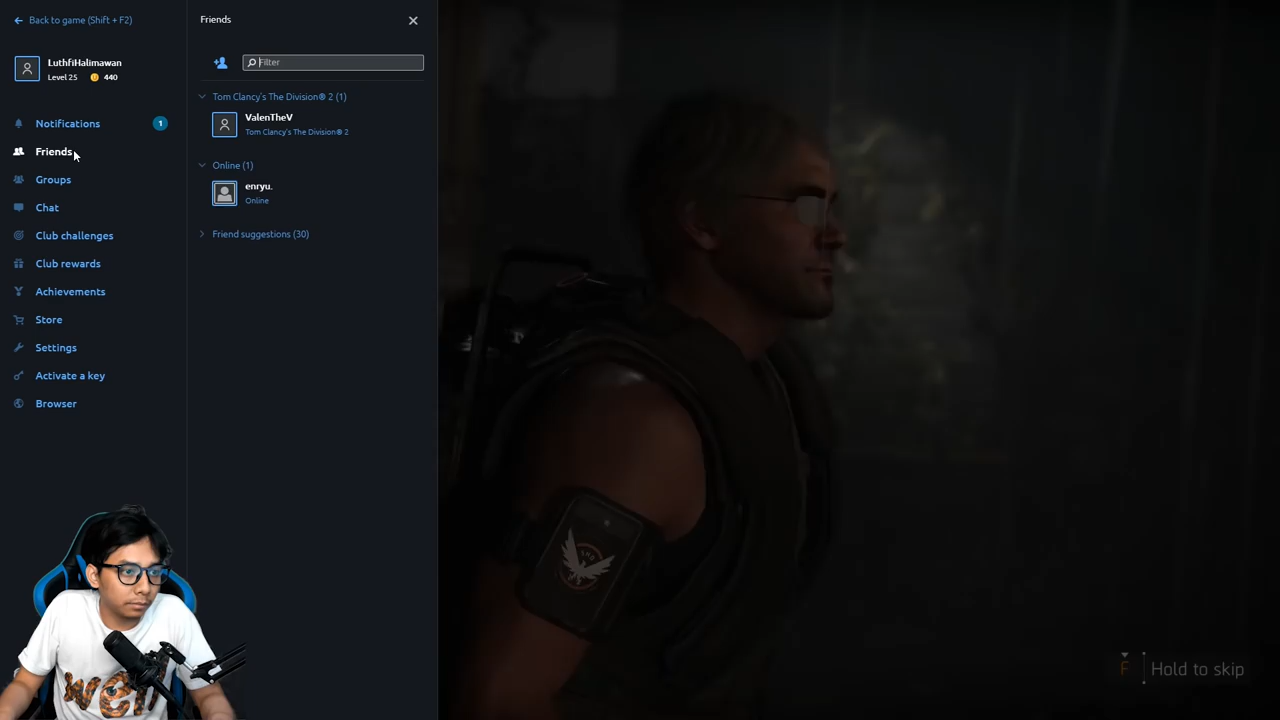 Back to game (Shift + F2)
LuthfiHalimawan
Level 25 440
Notifications 1
Friends
Groups
Chat
Club challenges
Club rewards
Achievements
Store
Settings
Activate a key
Browser
Friends
Filter
Tom Clancy's The Division® 2 (1)
ValenTheV
Tom Clancy's The Division® 2
Online (1)
enryu.
Online
Friend suggestions (30)
F Hold to skip